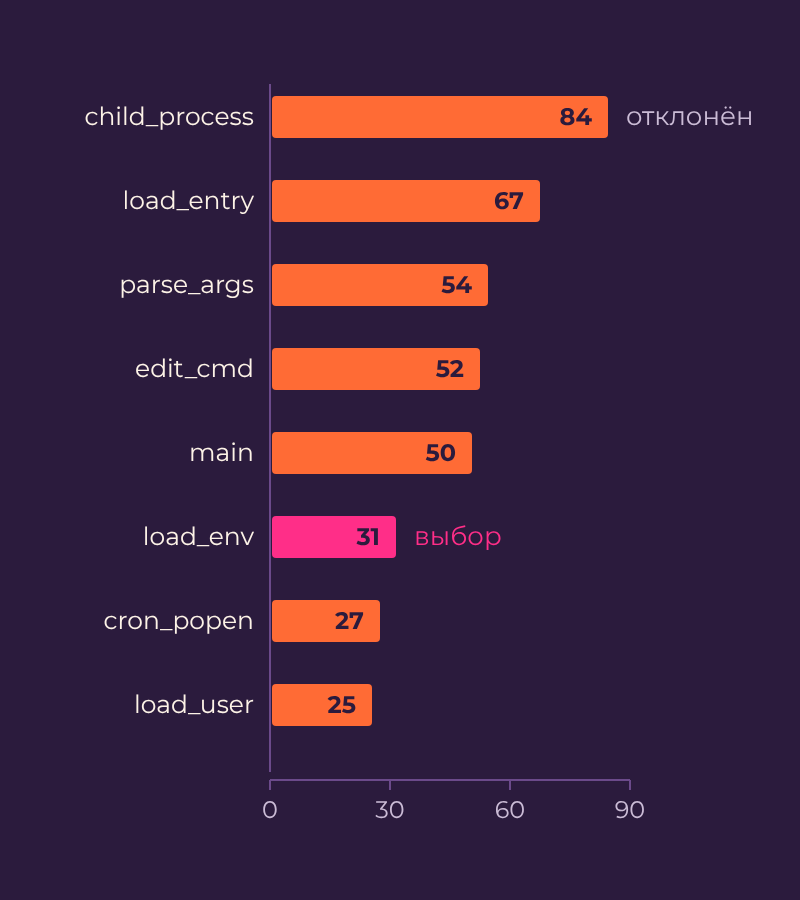 child_process 84 отклонён
load_entry 67
parse_args 54
edit_cmd 52
main 50
load_env 31 выбор
cron_popen 27
load_user 25
0 30 60 90